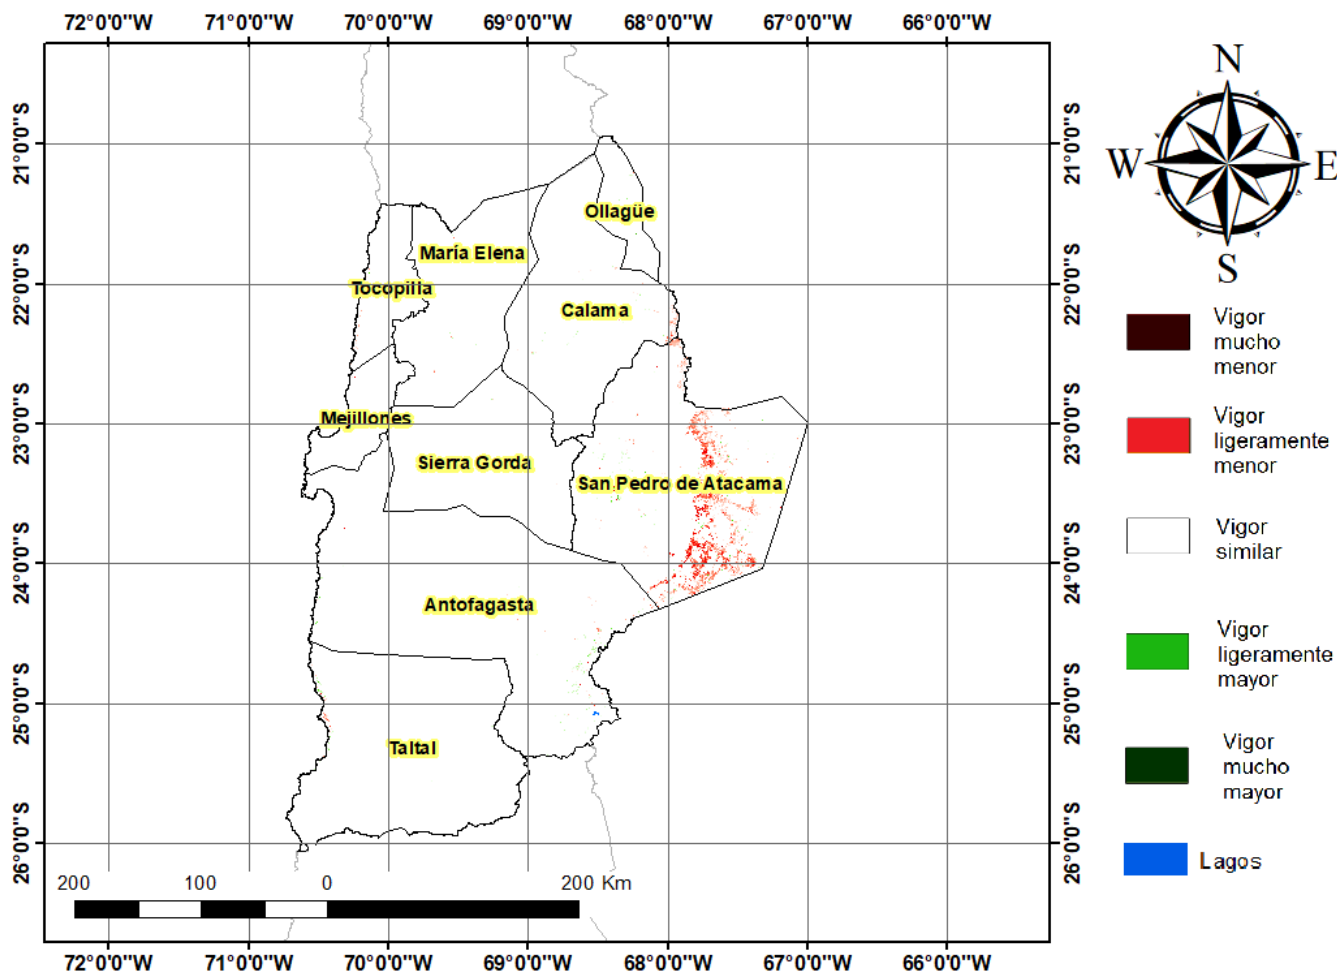 72°0'0"W 71°0'0"W 70°0'0"W 69°0'0"W 68°0'0"W 67°0'0"W 66°0'0"W
N
W E
S
21°0'0"S 21°0'0"S
Ollagüe
María Elena
22°0'0"S 22°0'0"S
Tocopilla
Calama
Mejillones
23°0'0"S 23°0'0"S
Sierra Gorda
San Pedro de Atacama
24°0'0"S 24°0'0"S
Antofagasta
25°0'0"S 25°0'0"S
Taltal
26°0'0"S 26°0'0"S
200 100 0 200 Km
72°0'0"W 71°0'0"W 70°0'0"W 69°0'0"W 68°0'0"W 67°0'0"W 66°0'0"W
Vigor
mucho
menor
Vigor
ligeramente
menor
Vigor
similar
Vigor
ligeramente
mayor
Vigor
mucho
mayor
Lagos